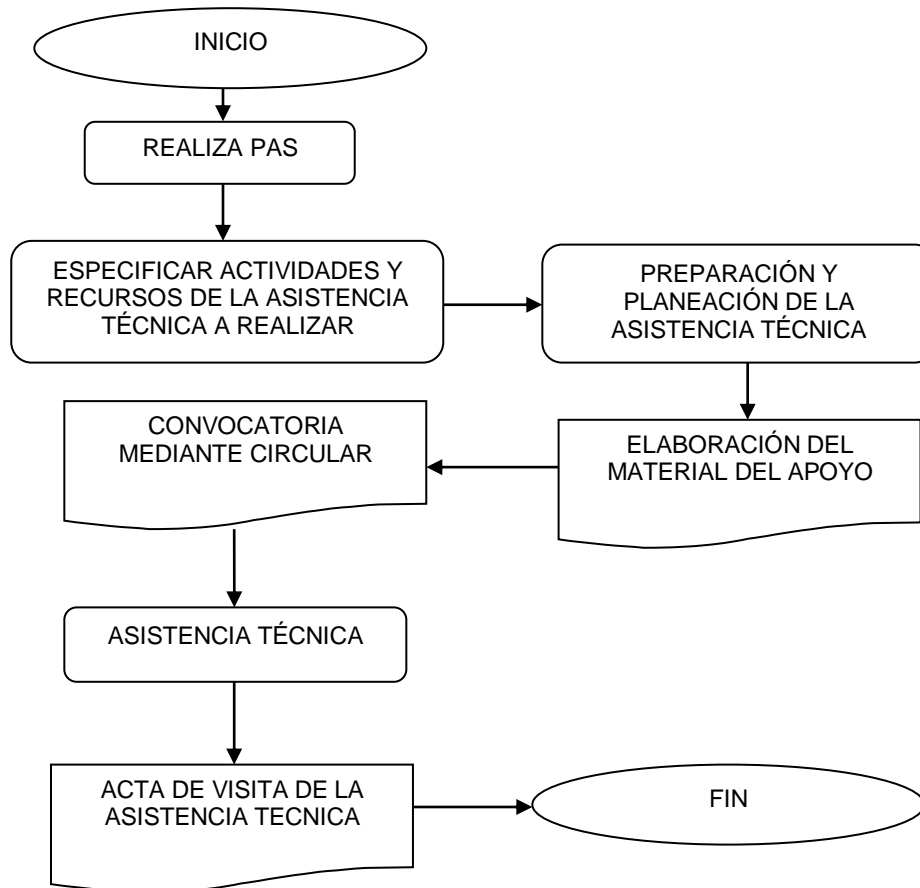 INICIO
REALIZA PAS
ESPECIFICAR ACTIVIDADES Y
RECURSOS DE LA ASISTENCIA
TÉCNICA A REALIZAR
PREPARACIÓN Y
PLANEACIÓN DE LA
ASISTENCIA TÉCNICA
ELABORACIÓN DEL
MATERIAL DEL APOYO
CONVOCATORIA
MEDIANTE CIRCULAR
ASISTENCIA TÉCNICA
ACTA DE VISITA DE LA
ASISTENCIA TECNICA
FIN